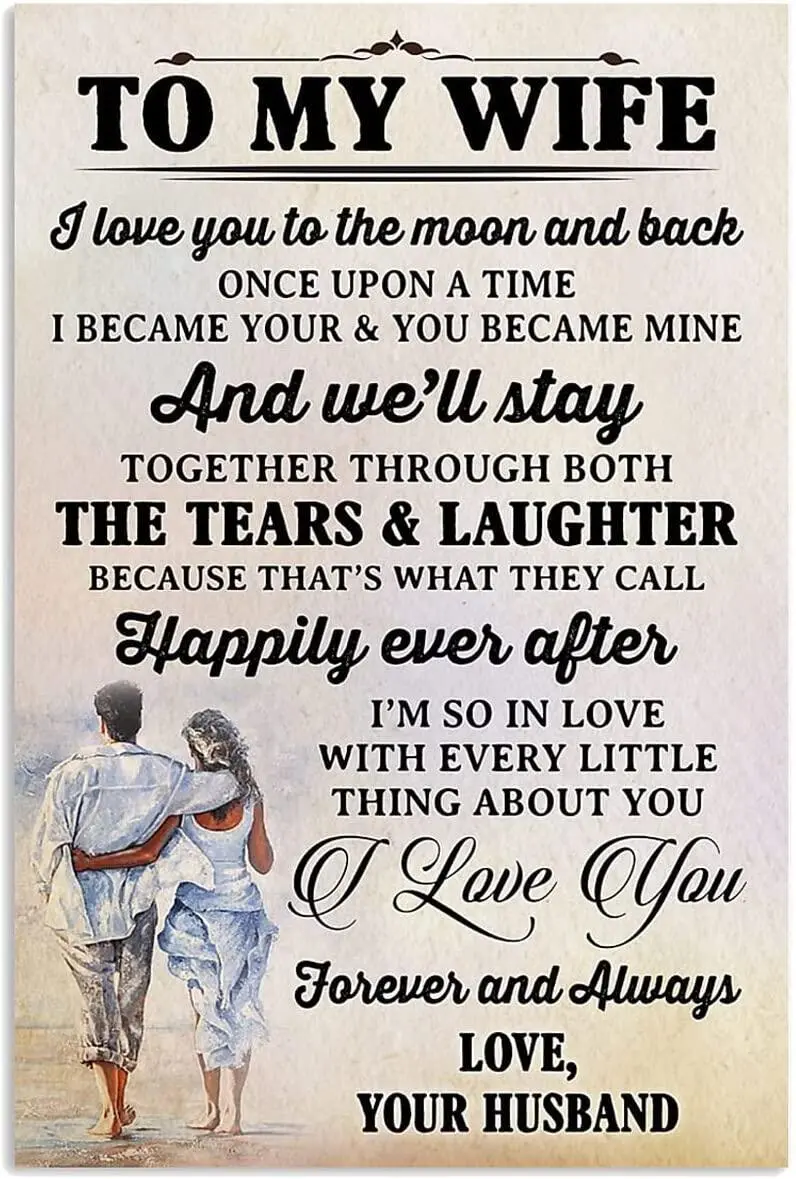 TO MY WIFE
I love you to the moon and back
ONCE UPON A TIME
I BECAME YOUR & YOU BECAME MINE
And we'll stay
TOGETHER THROUGH BOTH
THE TEARS & LAUGHTER
BECAUSE THAT'S WHAT THEY CALL
Happily ever after
I'M SO IN LOVE
WITH EVERY LITTLE
THING ABOUT YOU
I Love You
Forever and Always
LOVE,
YOUR HUSBAND